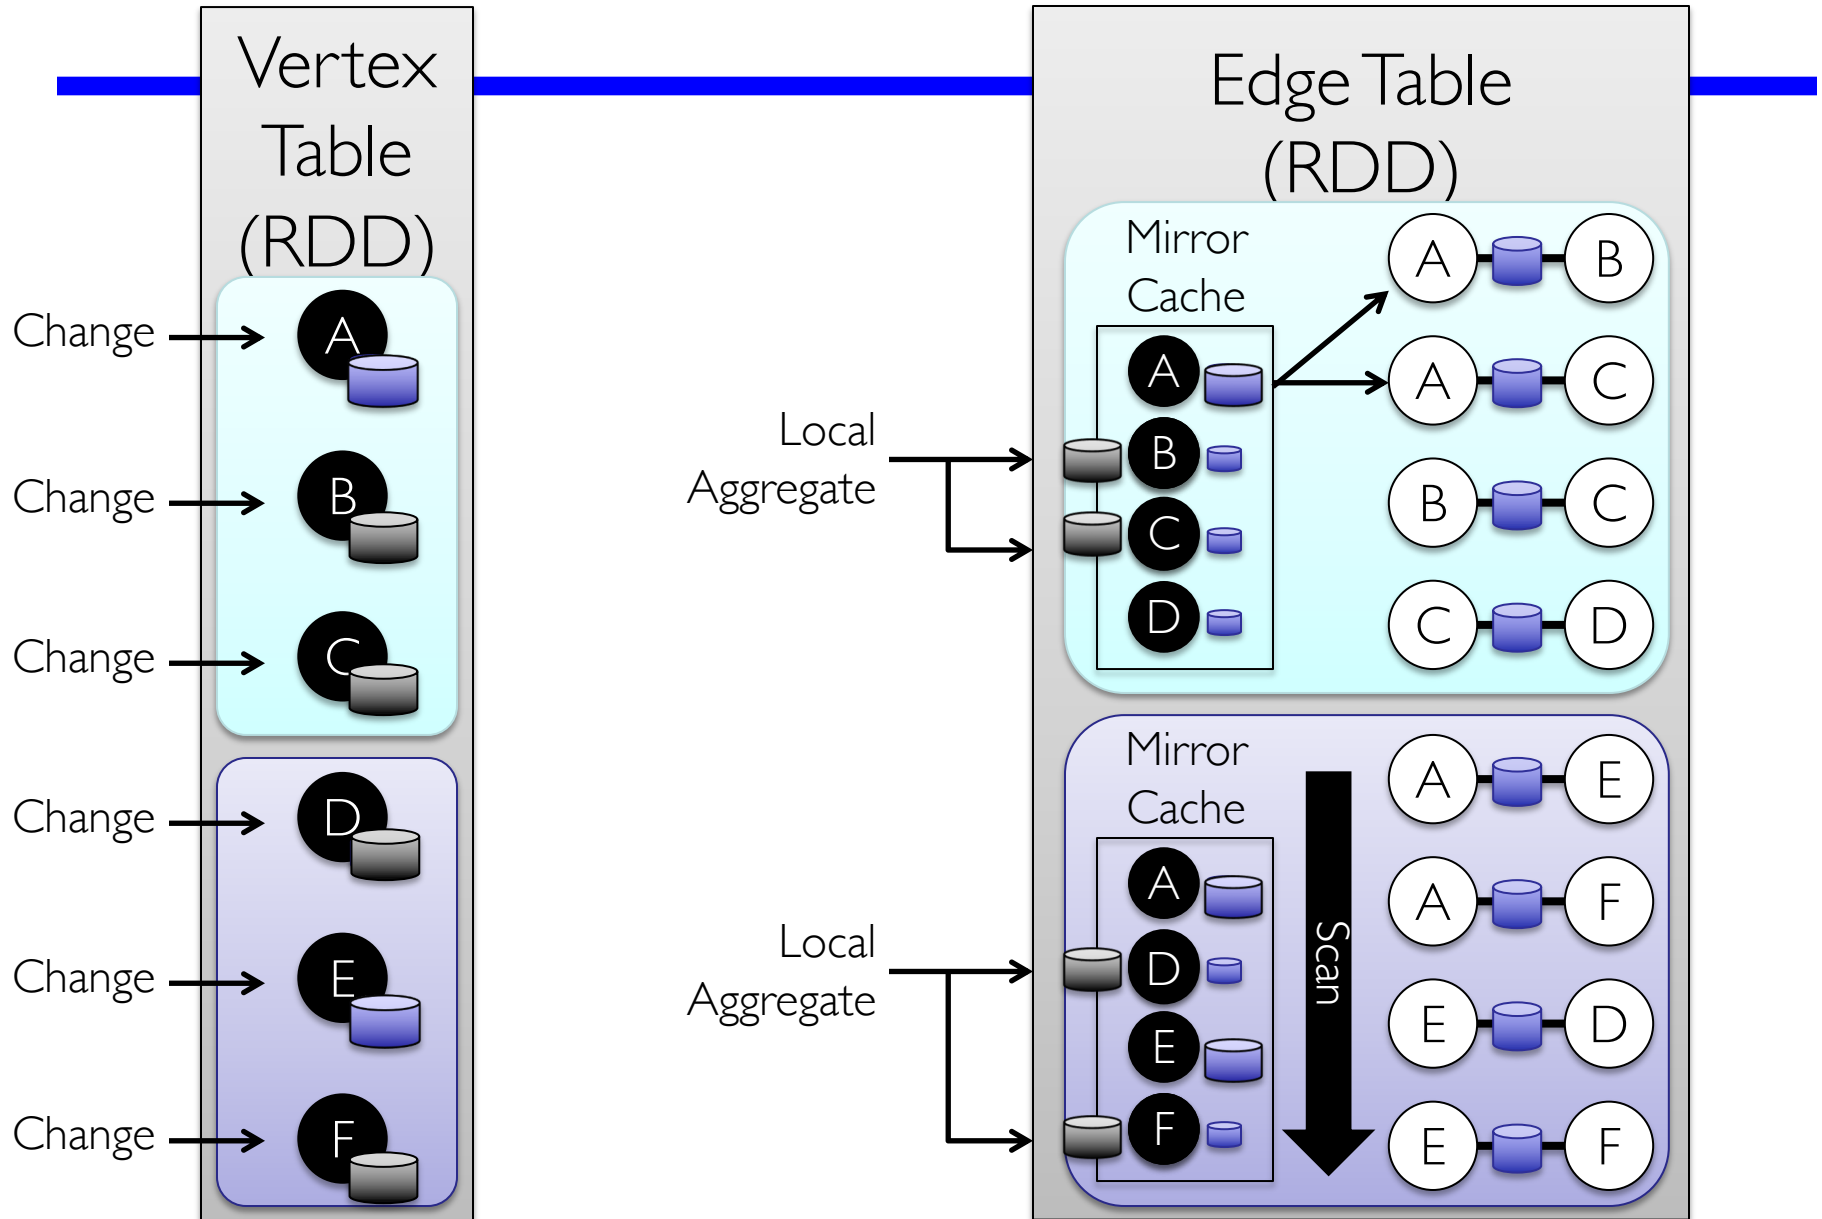 Vertex
Table
(RDD)
Change
A
Change
B
Change
C
Change
D
Change
E
Change
F
Local
Aggregate
Local
Aggregate
Edge Table
(RDD)
Mirror
Cache
A
B
C
D
A B
A C
B C
C D
Mirror
Cache
A
D
E
F
Scan
A E
A F
E D
E F